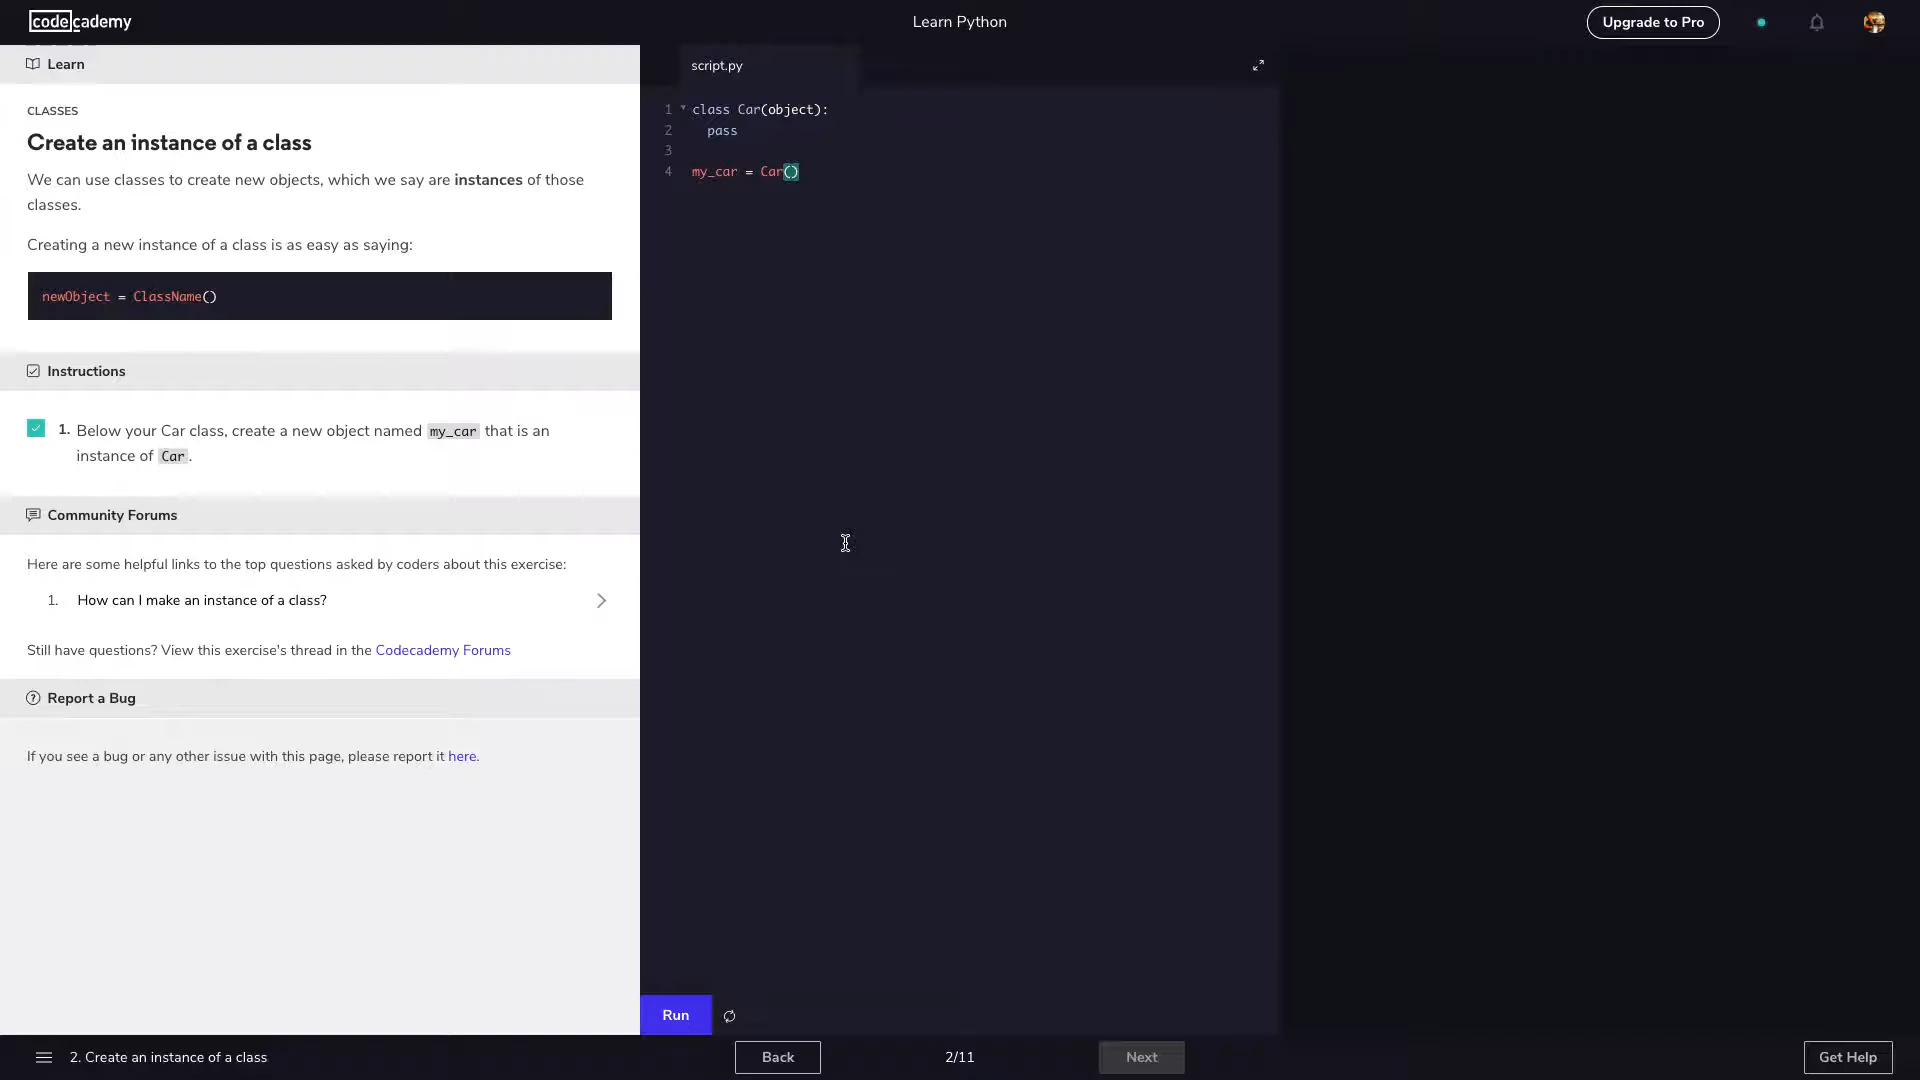 codecademy
Learn Python
Upgrade to Pro
Learn
CLASSES
Create an instance of a class
We can use classes to create new objects, which we say are instances of those
classes.
Creating a new instance of a class is as easy as saying:
newObject = ClassName()
Instructions
1. Below your Car class, create a new object named my_car that is an
instance of Car.
Community Forums
Here are some helpful links to the top questions asked by coders about this exercise:
1. How can I make an instance of a class?
Still have questions? View this exercise's thread in the Codecademy Forums
Report a Bug
If you see a bug or any other issue with this page, please report it here.
script.py
1 class Car(object):
2   pass
3
4 my_car = Car()
Run
2. Create an instance of a class
Back
2/11
Next
Get Help